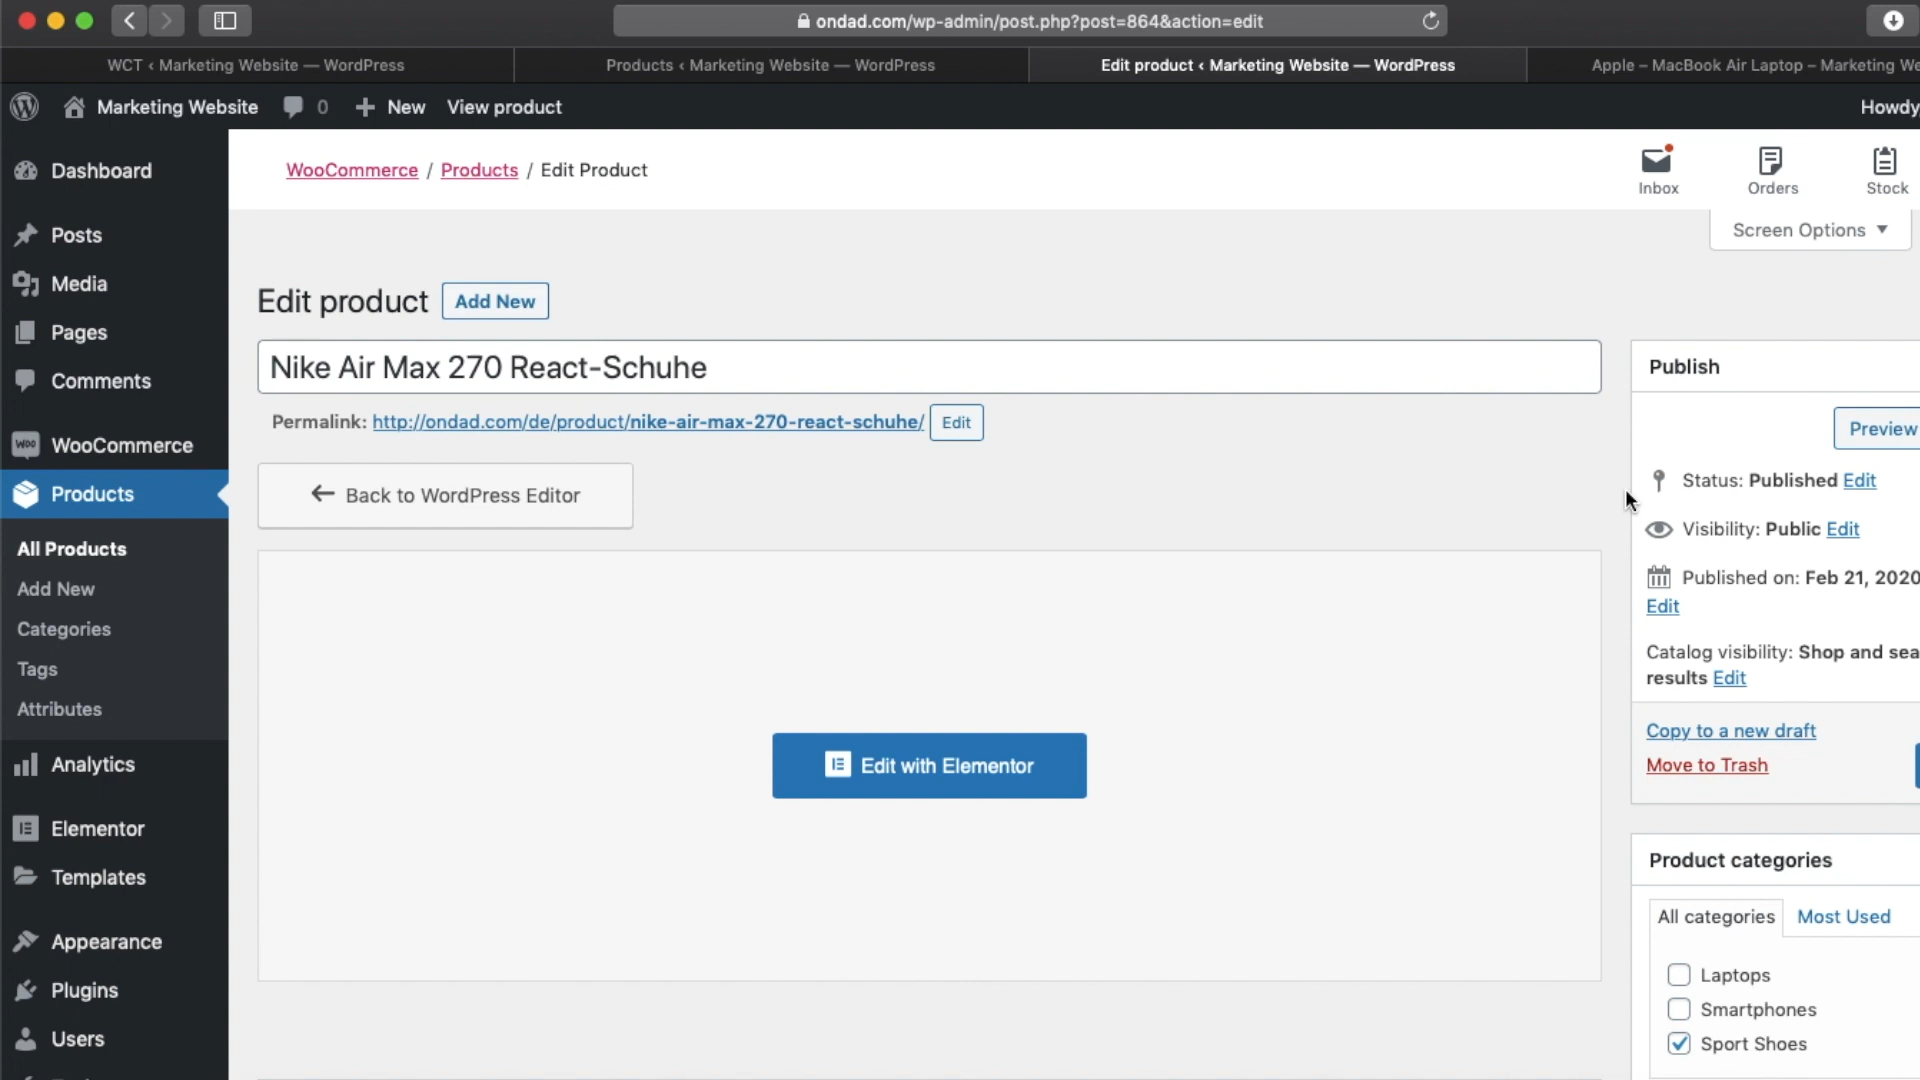 ondad.com/wp-admin/post.php?post=864&action=edit
WCT ‹ Marketing Website — WordPress
Products ‹ Marketing Website — WordPress
Edit product ‹ Marketing Website — WordPress
Apple – MacBook Air Laptop – Marketing We
Marketing Website
0
New
View product
Howdy,
Dashboard
Posts
Media
Pages
Comments
WooCommerce
Products
All Products
Add New
Categories
Tags
Attributes
Analytics
Elementor
Templates
Appearance
Plugins
Users
WooCommerce / Products / Edit Product
Inbox
Orders
Stock
Screen Options
Edit product
Add New
Nike Air Max 270 React-Schuhe
Permalink: http://ondad.com/de/product/nike-air-max-270-react-schuhe/ Edit
← Back to WordPress Editor
Edit with Elementor
Publish
Preview
Status: Published Edit
Visibility: Public Edit
Published on: Feb 21, 2020
Edit
Catalog visibility: Shop and sea
results Edit
Copy to a new draft
Move to Trash
Product categories
All categories
Most Used
Laptops
Smartphones
Sport Shoes